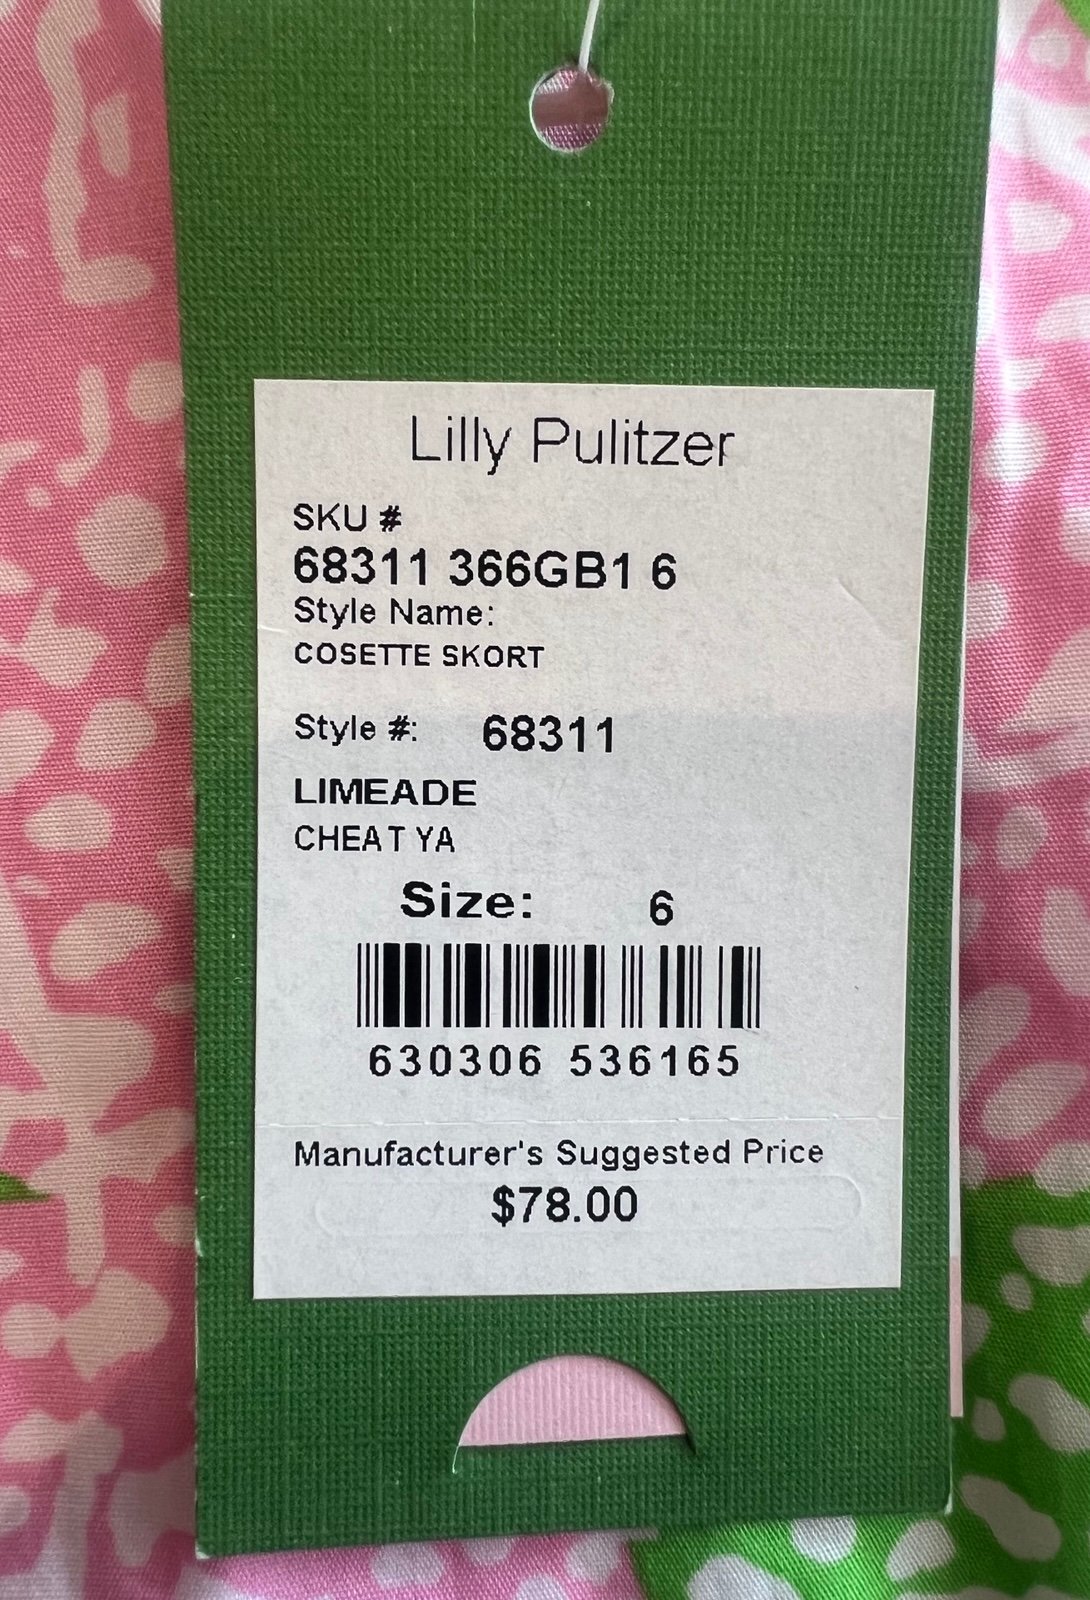 Lilly Pulitzer
SKU #
68311 366GB1 6
Style Name:
COSETTE SKORT
Style #: 68311
LIMEADE
CHEAT YA
Size: 6
630306 536165
Manufacturer's Suggested Price
$78.00